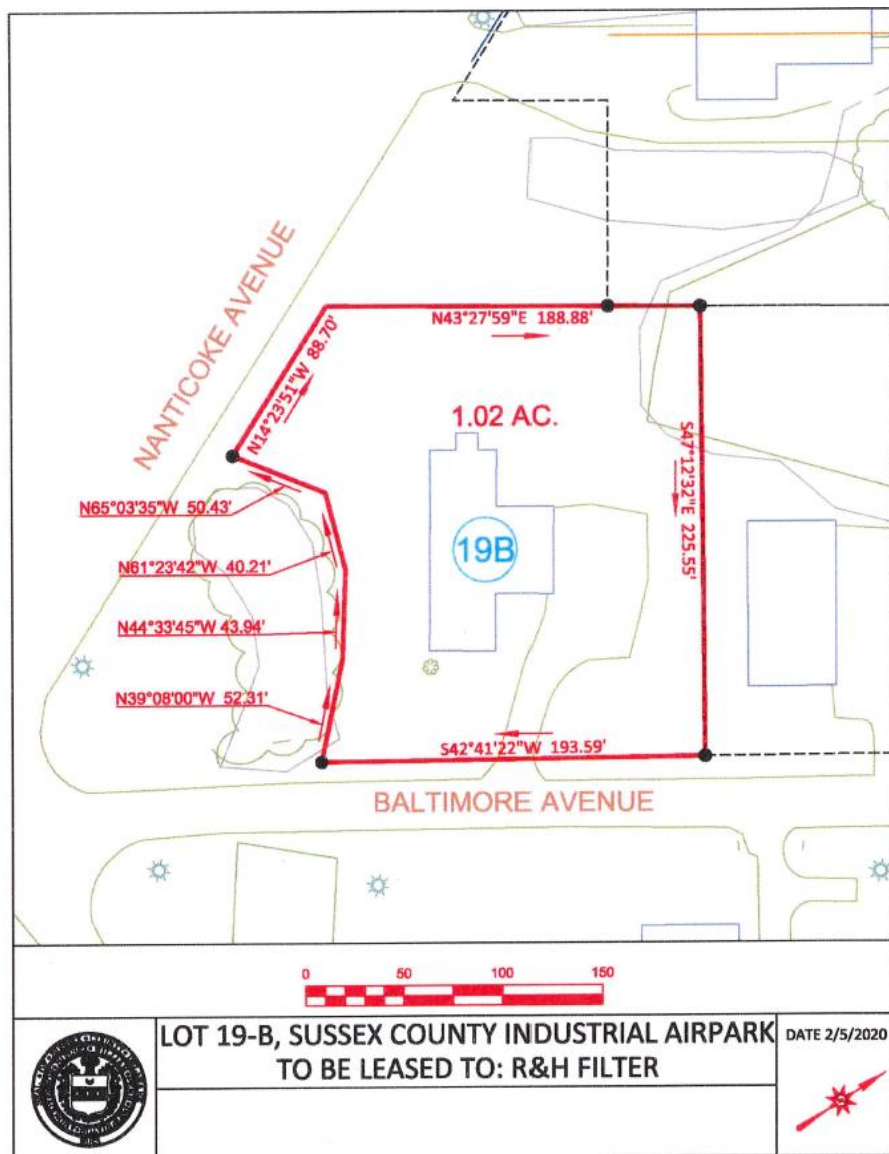 NANTICOKE AVENUE
N14°23'51"W 88.70'
N43°27'59"E 188.88'
1.02 AC.
S47°12'32"E 225.55'
N65°03'35"W 50.43'
19B
N61°23'42"W 40.21'
N44°33'45"W 43.94'
N39°08'00"W 52.31'
S42°41'22"W 193.59'
BALTIMORE AVENUE
0 50 100 150
LOT 19-B, SUSSEX COUNTY INDUSTRIAL AIRPARK
TO BE LEASED TO: R&H FILTER
DATE 2/5/2020